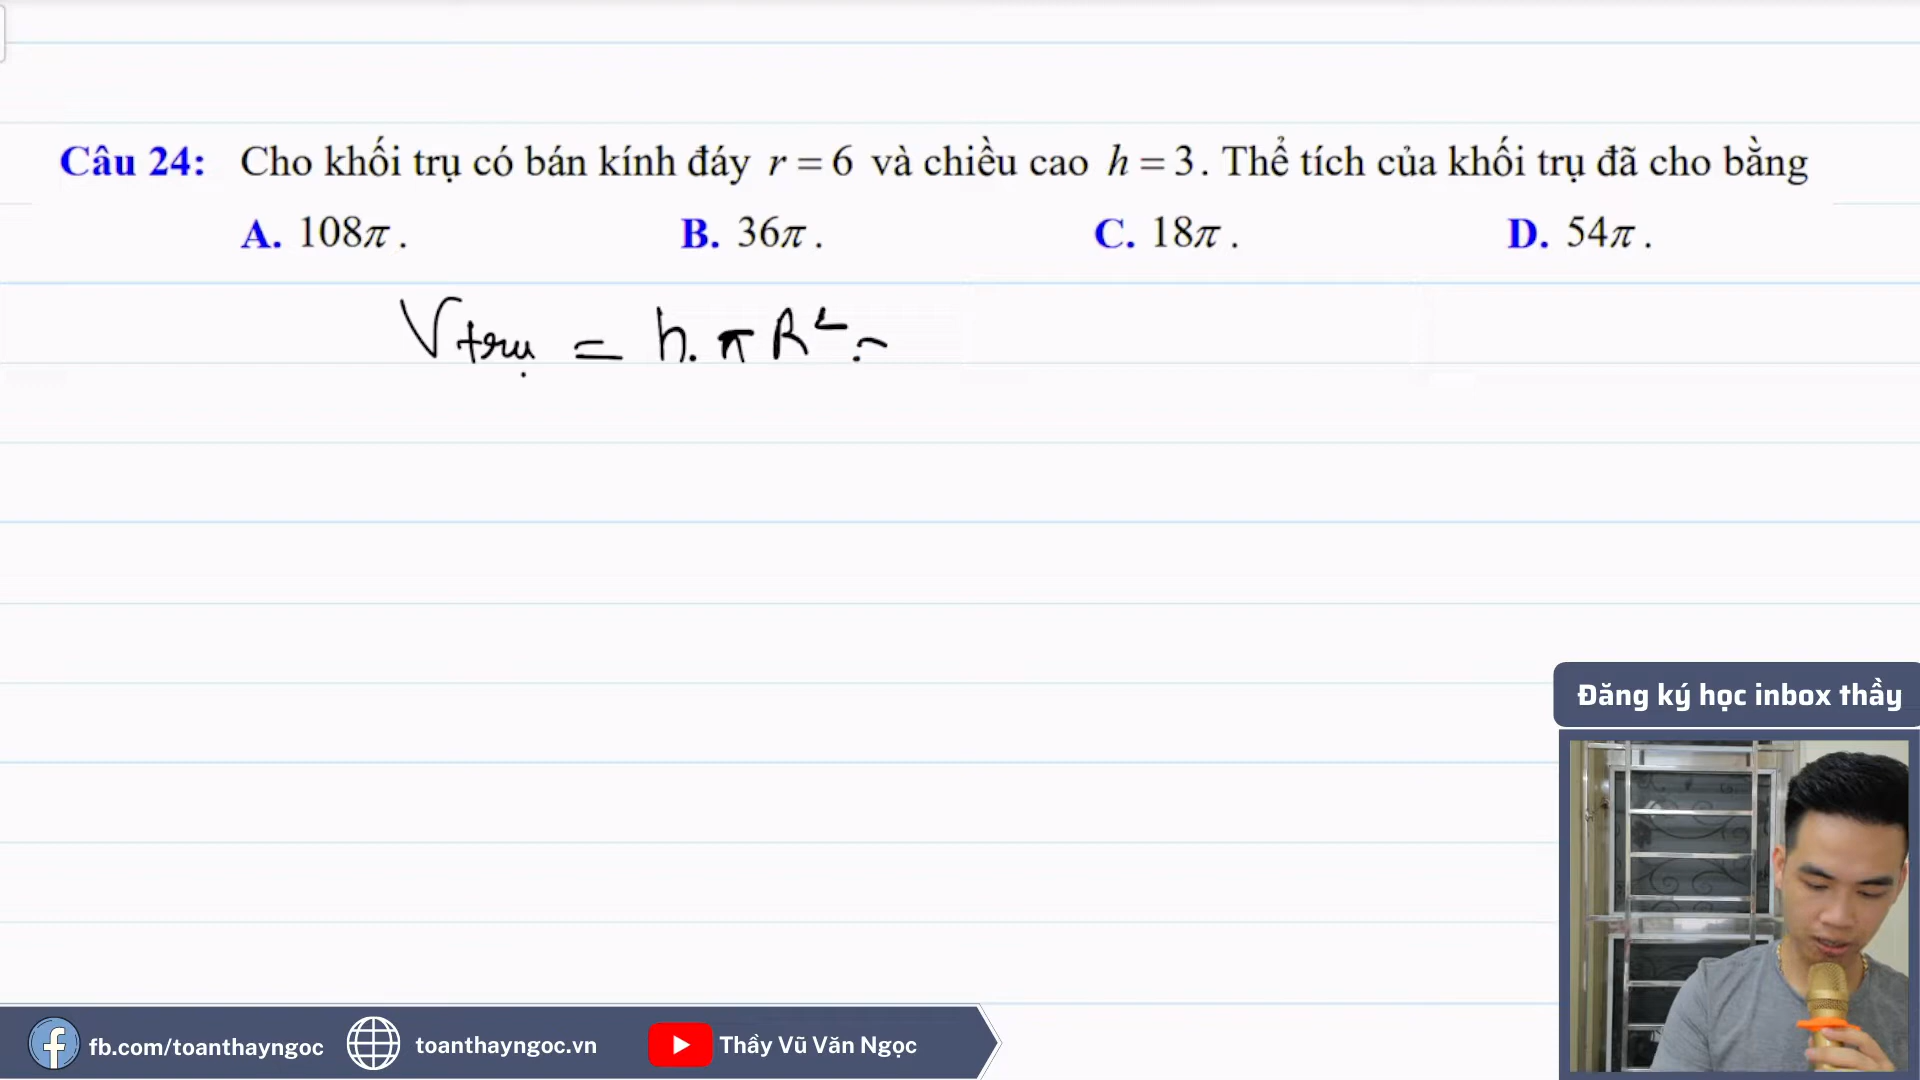 Câu 24: Cho khối trụ có bán kính đáy r = 6 và chiều cao h = 3. Thể tích của khối trụ đã cho bằng
A. 108π. B. 36π. C. 18π. D. 54π.
V trụ = h. π R² =
Đăng ký học inbox thầy
fb.com/toanthayngoc toanthayngoc.vn Thầy Vũ Văn Ngọc